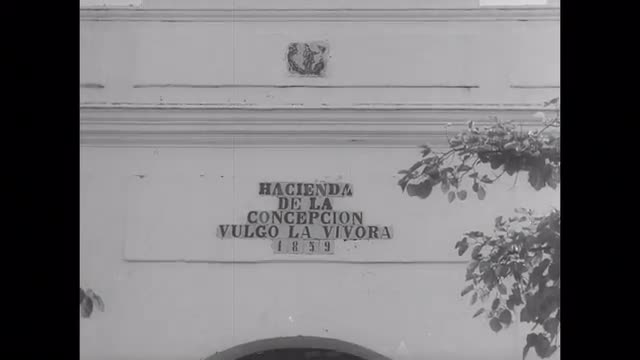 HACIENDA
DE LA
CONCEPCION
VULGO LA VIVORA
1859